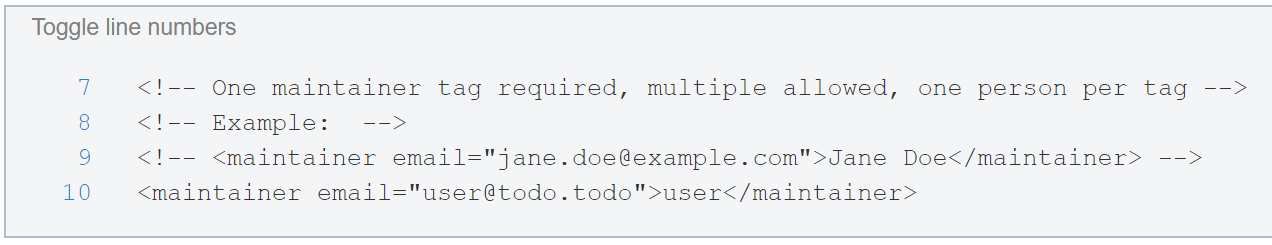 Toggle line numbers
7 <!-- One maintainer tag required, multiple allowed, one person per tag -->
8 <!-- Example:  -->
9 <!-- <maintainer email="jane.doe@example.com">Jane Doe</maintainer> -->
10 <maintainer email="user@todo.todo">user</maintainer>